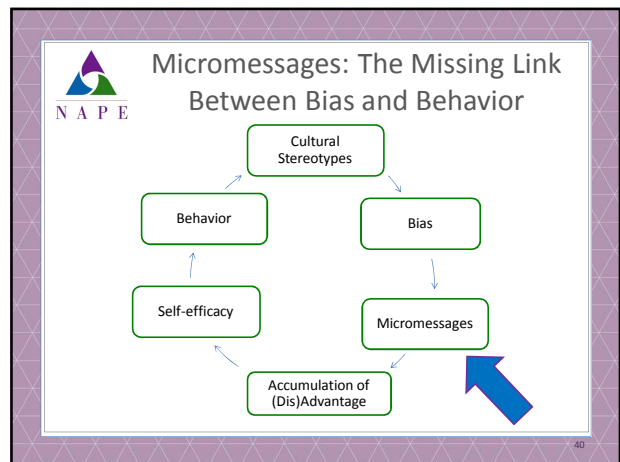 Micromessages: The Missing Link
Between Bias and Behavior
N A P E
Cultural
Stereotypes
Behavior
Bias
Self-efficacy
Micromessages
Accumulation of
(Dis)Advantage
40